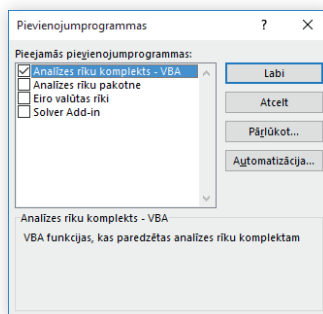 Pievienojumprogrammas
Pieejamās pievienojumprogrammas:
Analīzes rīku komplekts - VBA
Analīzes rīku pakotne
Eiro valūtas rīki
Solver Add-in
Labi
Atcelt
Pārlūkot...
Automatizācija...
Analīzes rīku komplekts - VBA
VBA funkcijas, kas paredzētas analīzes rīku komplektam